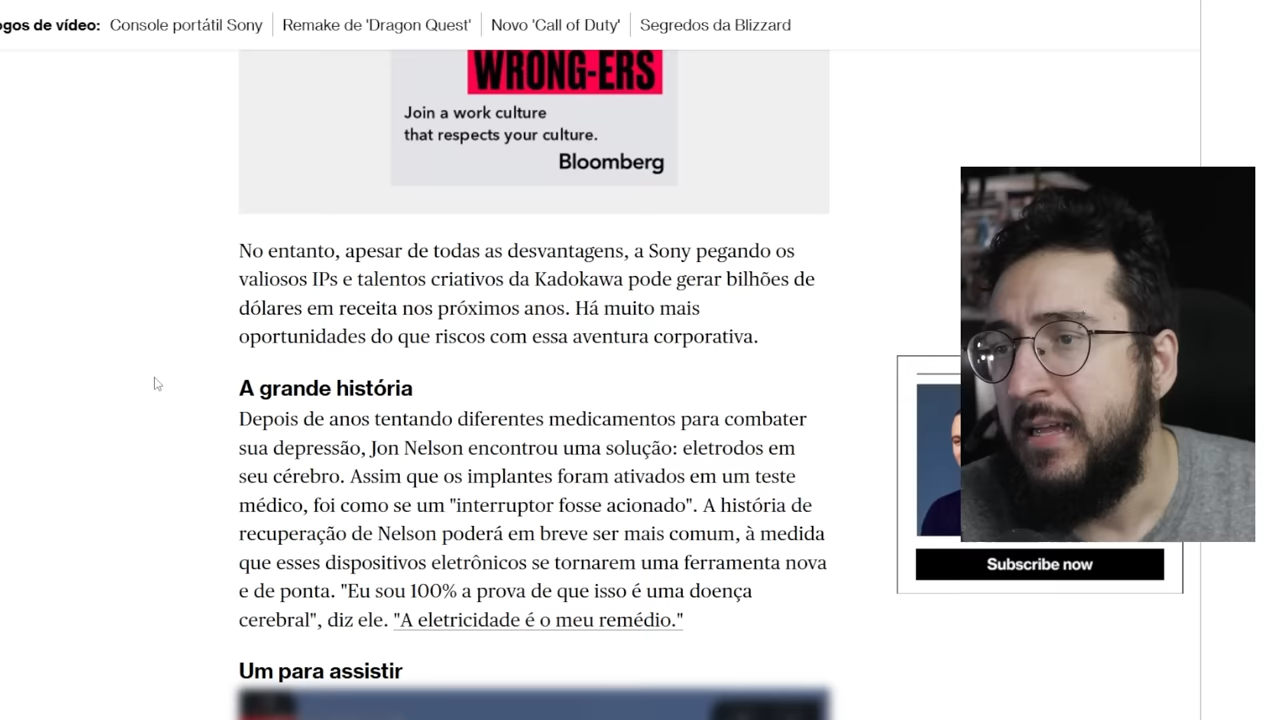 ogos de vídeo: Console portátil Sony Remake de 'Dragon Quest' Novo 'Call of Duty' Segredos da Blizzard
WRONG-ERS
Join a work culture
that respects your culture.
Bloomberg
No entanto, apesar de todas as desvantagens, a Sony pegando os
valiosos IPs e talentos criativos da Kadokawa pode gerar bilhões de
dólares em receita nos próximos anos. Há muito mais
oportunidades do que riscos com essa aventura corporativa.
A grande história
Depois de anos tentando diferentes medicamentos para combater
sua depressão, Jon Nelson encontrou uma solução: eletrodos em
seu cérebro. Assim que os implantes foram ativados em um teste
médico, foi como se um "interruptor fosse acionado". A história de
recuperação de Nelson poderá em breve ser mais comum, à medida
que esses dispositivos eletrônicos se tornarem uma ferramenta nova
e de ponta. "Eu sou 100% a prova de que isso é uma doença
cerebral", diz ele. "A eletricidade é o meu remédio."
Um para assistir
Subscribe now